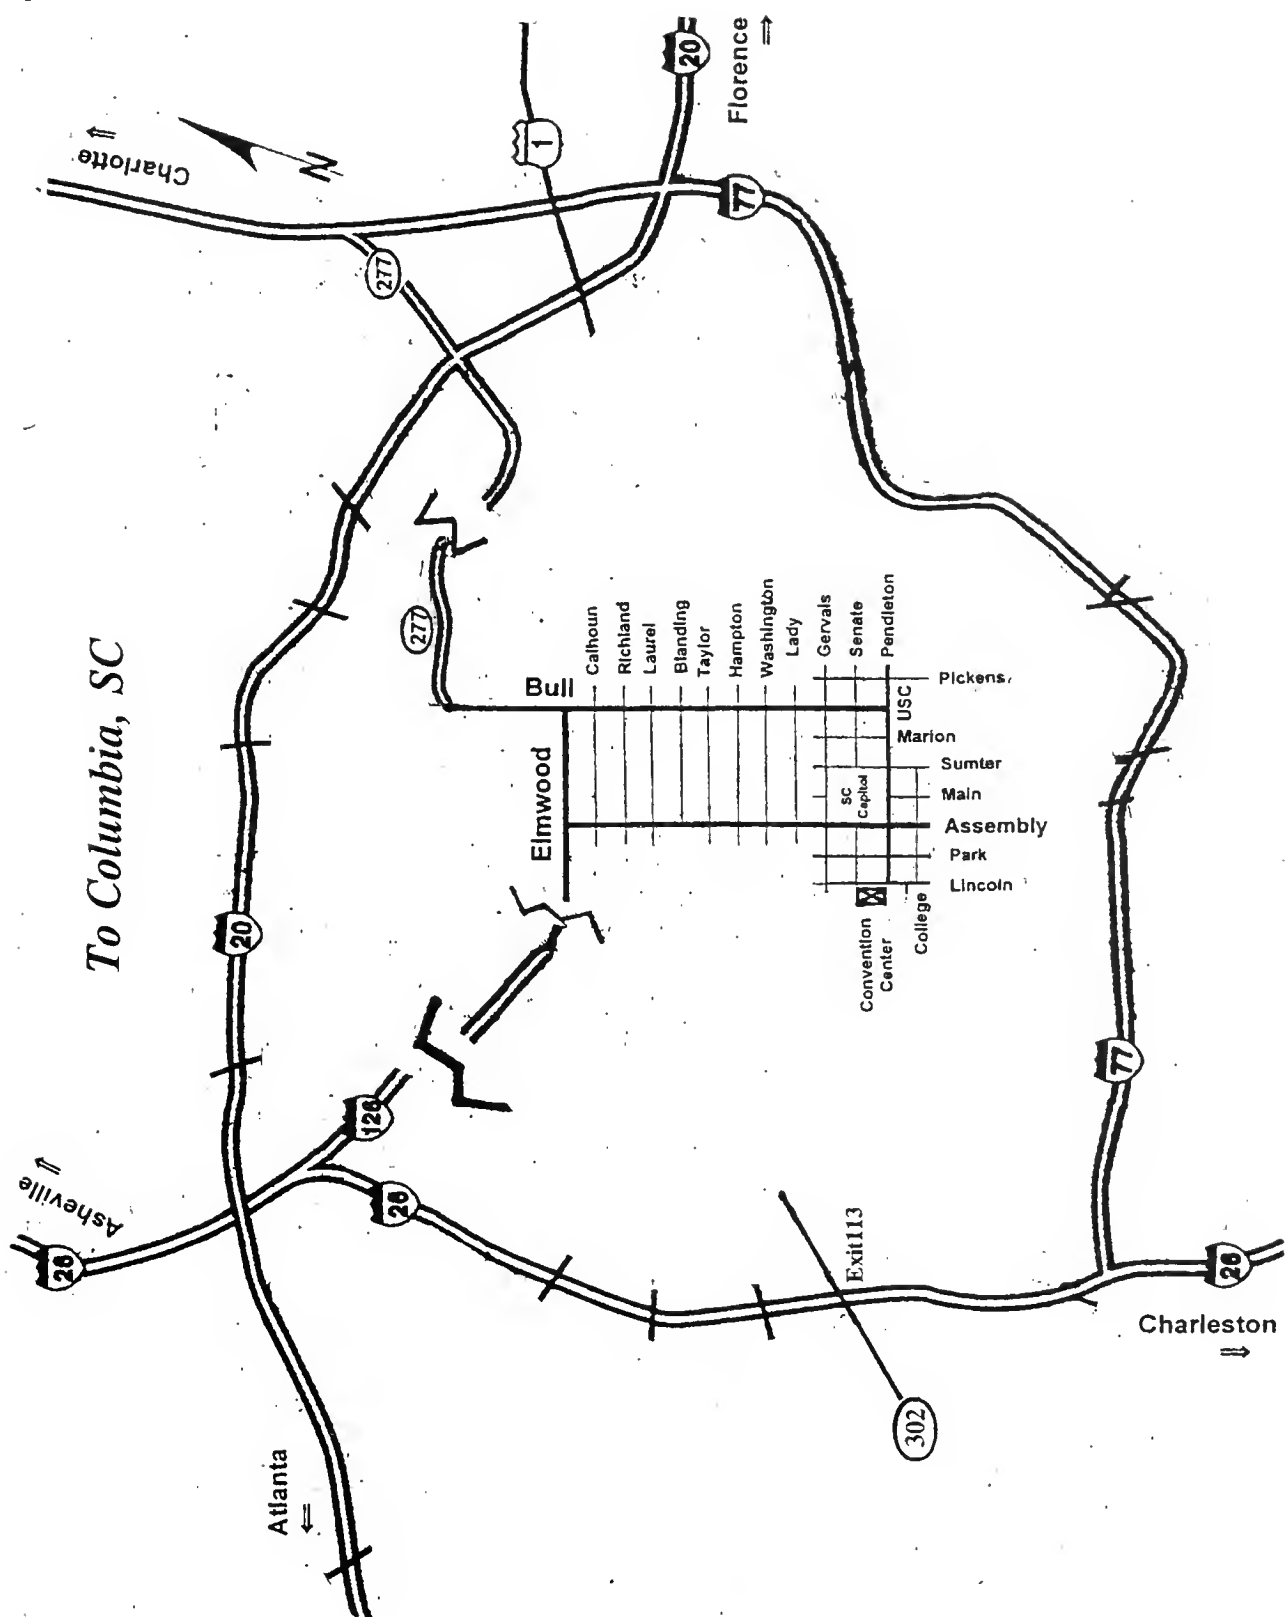 To Columbia, SC
Charlotte
N
Florence
Asheville
Atlanta
Charleston
20
1
77
277
20
277
126
26
26
77
26
302
Exit113
Bull
Elmwood
Calhoun
Richland
Laurel
Blanding
Taylor
Hampton
Washington
Lady
Gervais
Senate
Pendleton
Pickens
USC
Marion
Sumter
SC
Capitol
Main
Assembly
Park
Lincoln
Convention
Center
College